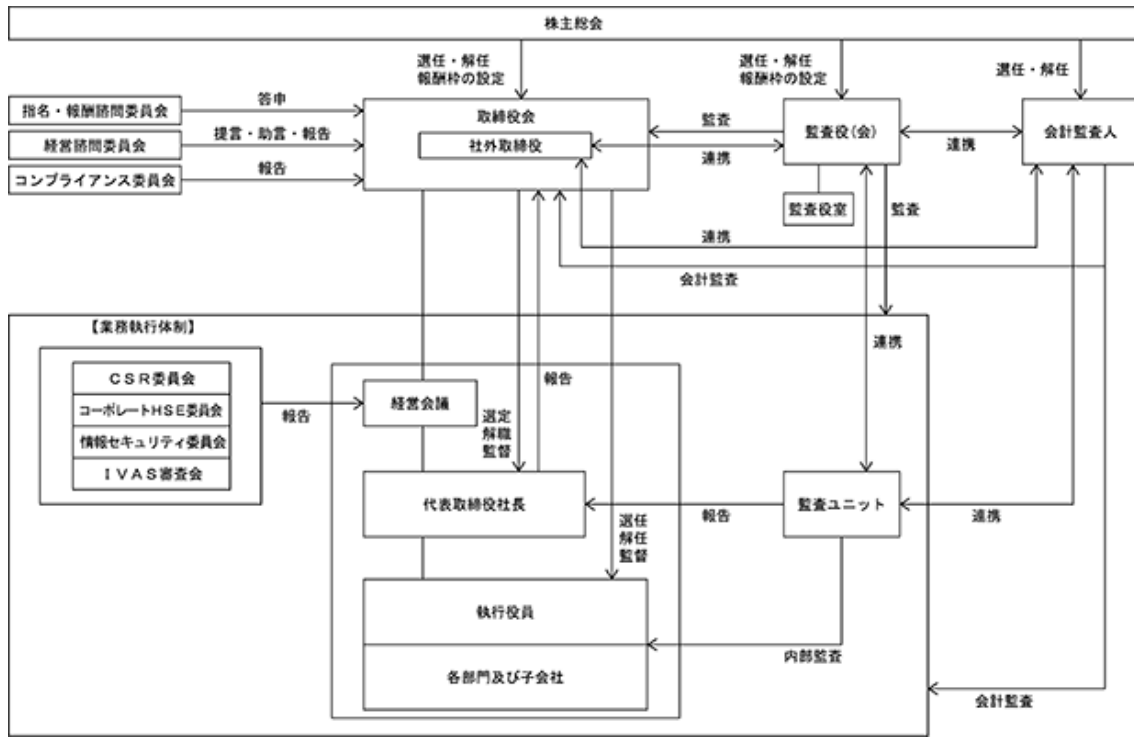 株主総会
選任・解任
報酬枠の設定
選任・解任
報酬枠の設定
選任・解任
指名・報酬諮問委員会
答申
経営諮問委員会
提言・助言・報告
コンプライアンス委員会
報告
取締役会
社外取締役
監査
連携
監査役(会)
連携
会計監査人
監査役室
監査
連携
会計監査
【業務執行体制】
連携
CSR委員会
コーポレートHSE委員会
情報セキュリティ委員会
IVAS審査会
報告
経営会議
報告
選定
解職
監督
代表取締役社長
報告
監査ユニット
連携
選任
解任
監督
執行役員
各部門及び子会社
内部監査
会計監査